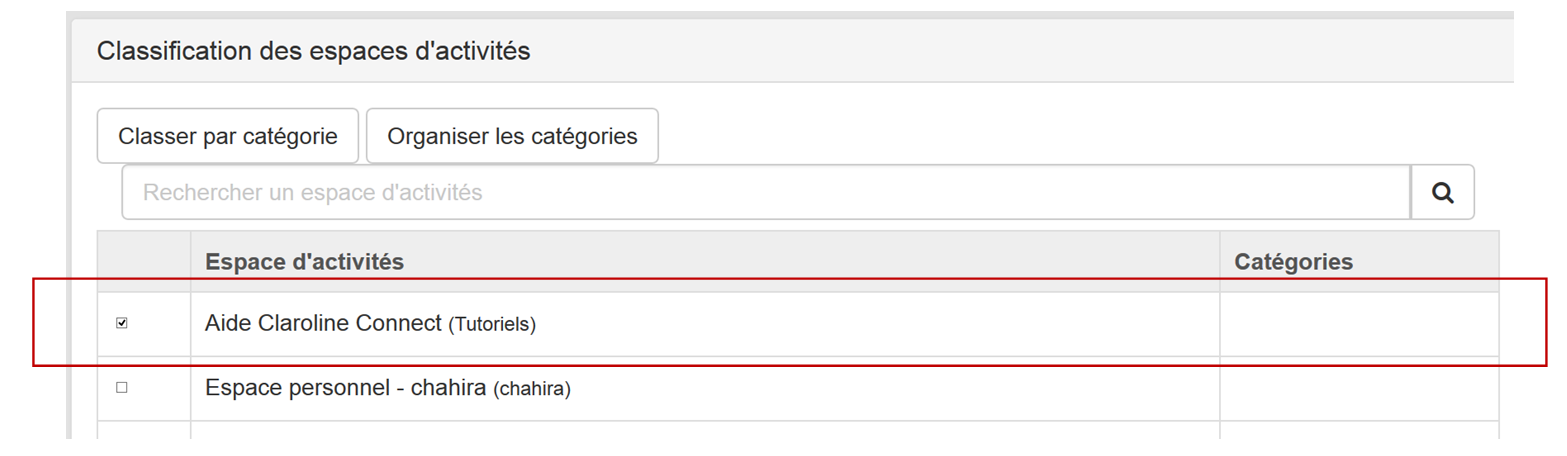 Classification des espaces d'activités
Classer par catégorie Organiser les catégories
Rechercher un espace d'activités
Espace d'activités Catégories
Aide Claroline Connect (Tutoriels)
Espace personnel - chahira (chahira)